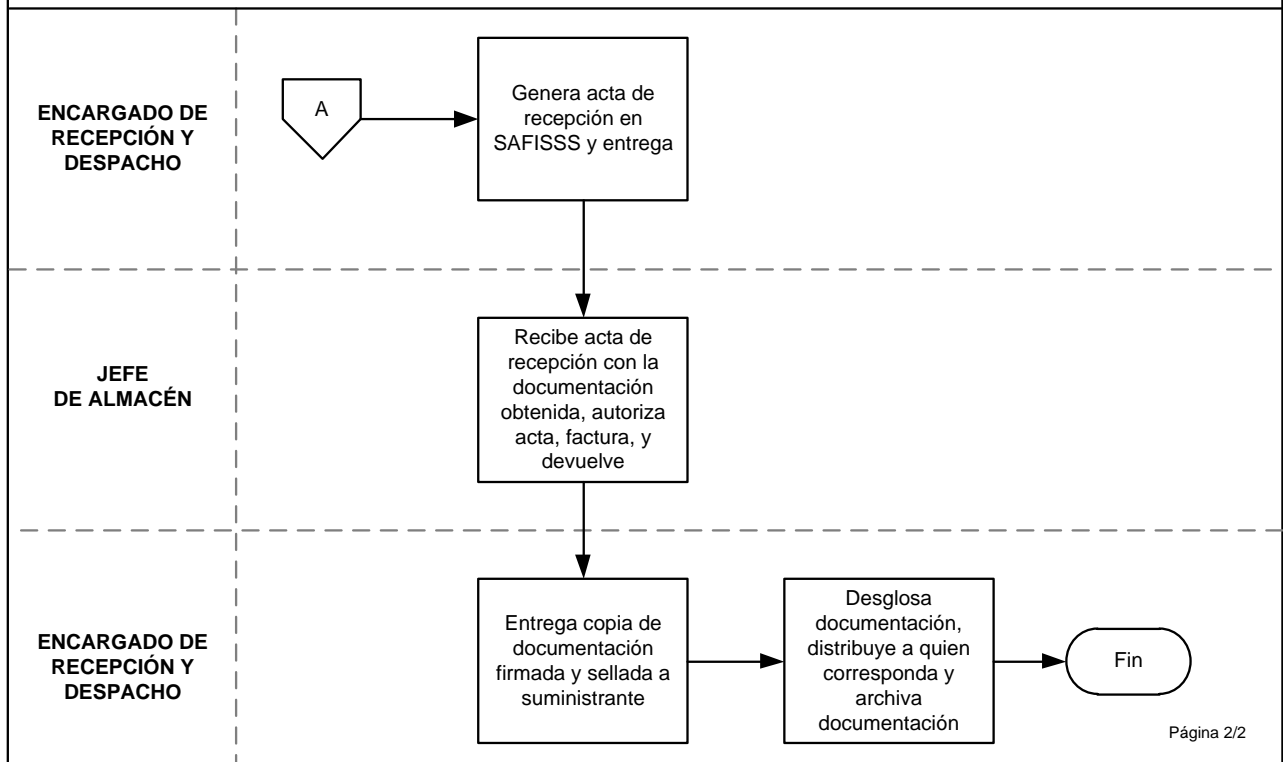 ENCARGADO DE
RECEPCIÓN Y
DESPACHO
A
Genera acta de
recepción en
SAFISSS y entrega
JEFE
DE ALMACÉN
Recibe acta de
recepción con la
documentación
obtenida, autoriza
acta, factura, y
devuelve
ENCARGADO DE
RECEPCIÓN Y
DESPACHO
Entrega copia de
documentación
firmada y sellada a
suministrante
Desglosa
documentación,
distribuye a quien
corresponda y
archiva
documentación
Fin
Página 2/2